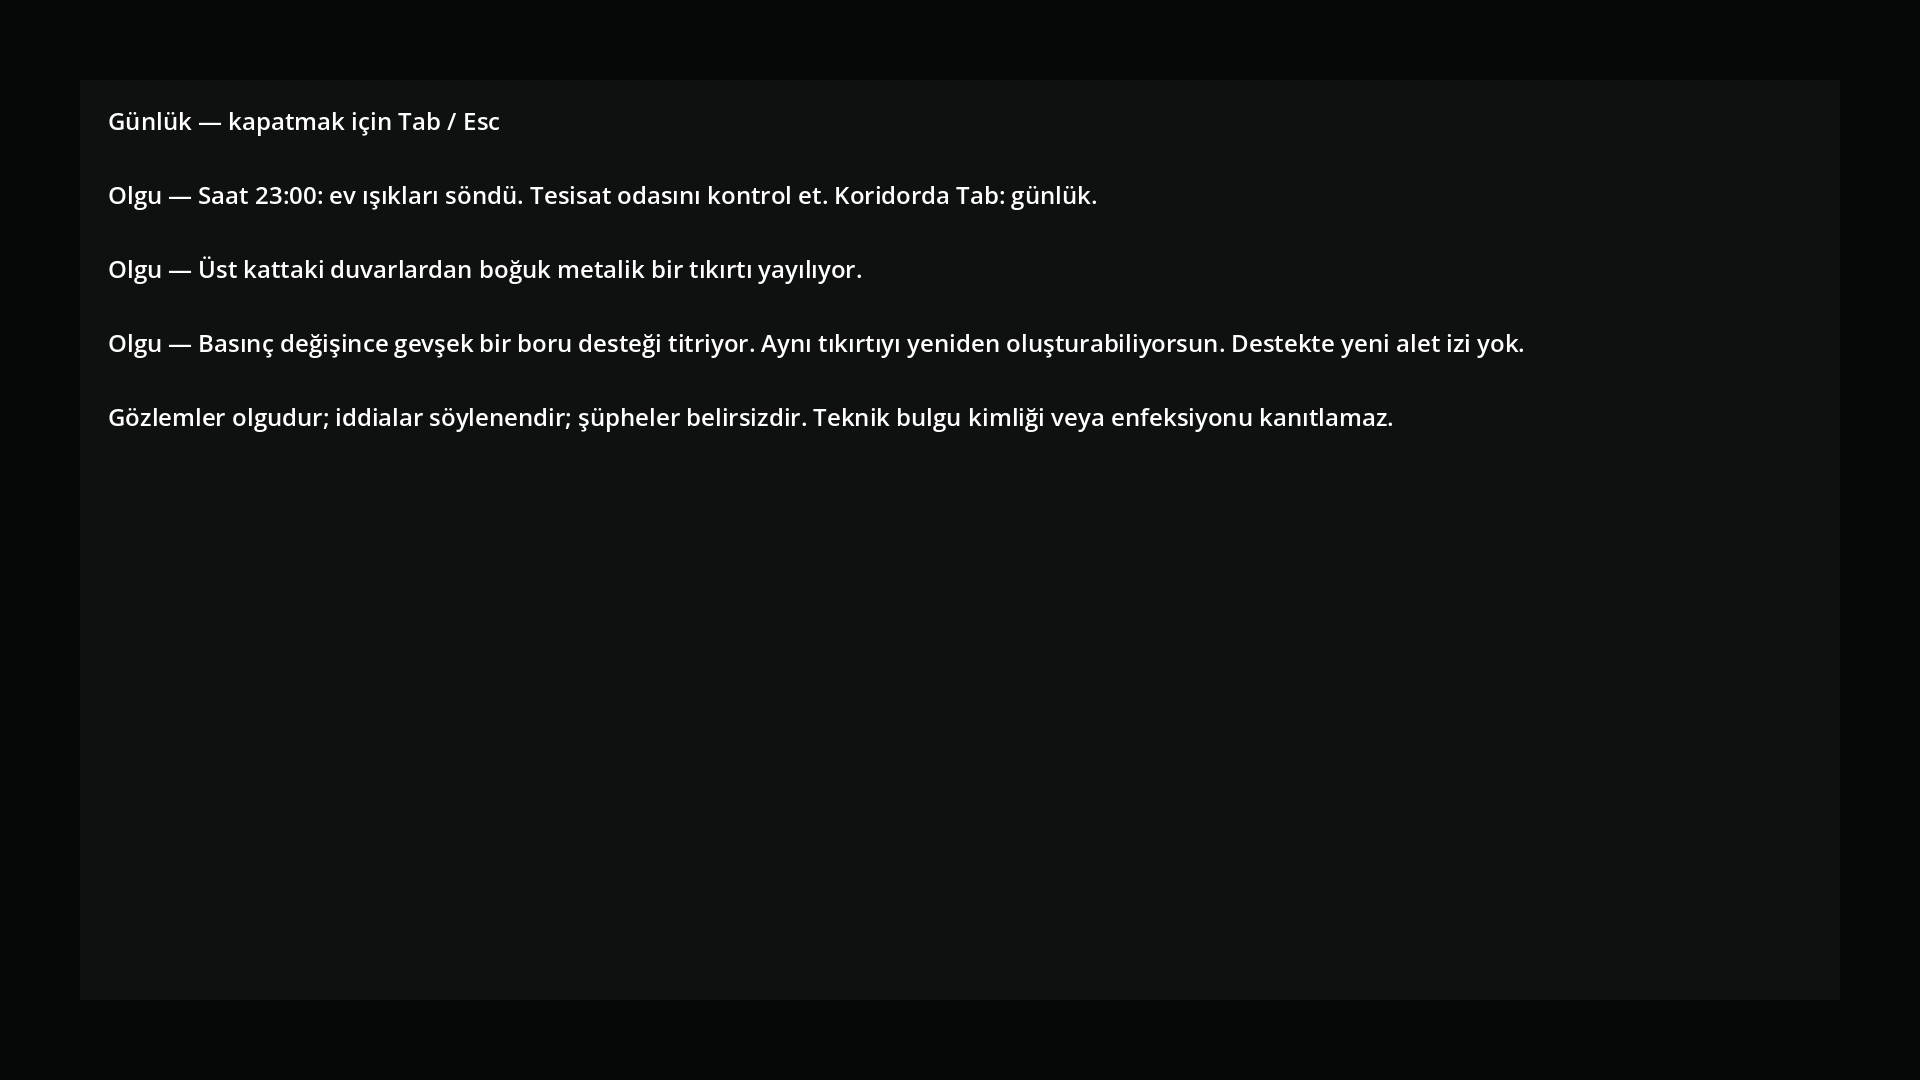 Günlük — kapatmak için Tab / Esc
Olgu — Saat 23:00: ev ışıkları söndü. Tesisat odasını kontrol et. Koridorda Tab: günlük.
Olgu — Üst kattaki duvarlardan boğuk metalik bir tıkırtı yayılıyor.
Olgu — Basınç değişince gevşek bir boru desteği titriyor. Aynı tıkırtıyı yeniden oluşturabiliyorsun. Destekte yeni alet izi yok.
Gözlemler olgudur; iddialar söylenendir; şüpheler belirsizdir. Teknik bulgu kimliği veya enfeksiyonu kanıtlamaz.